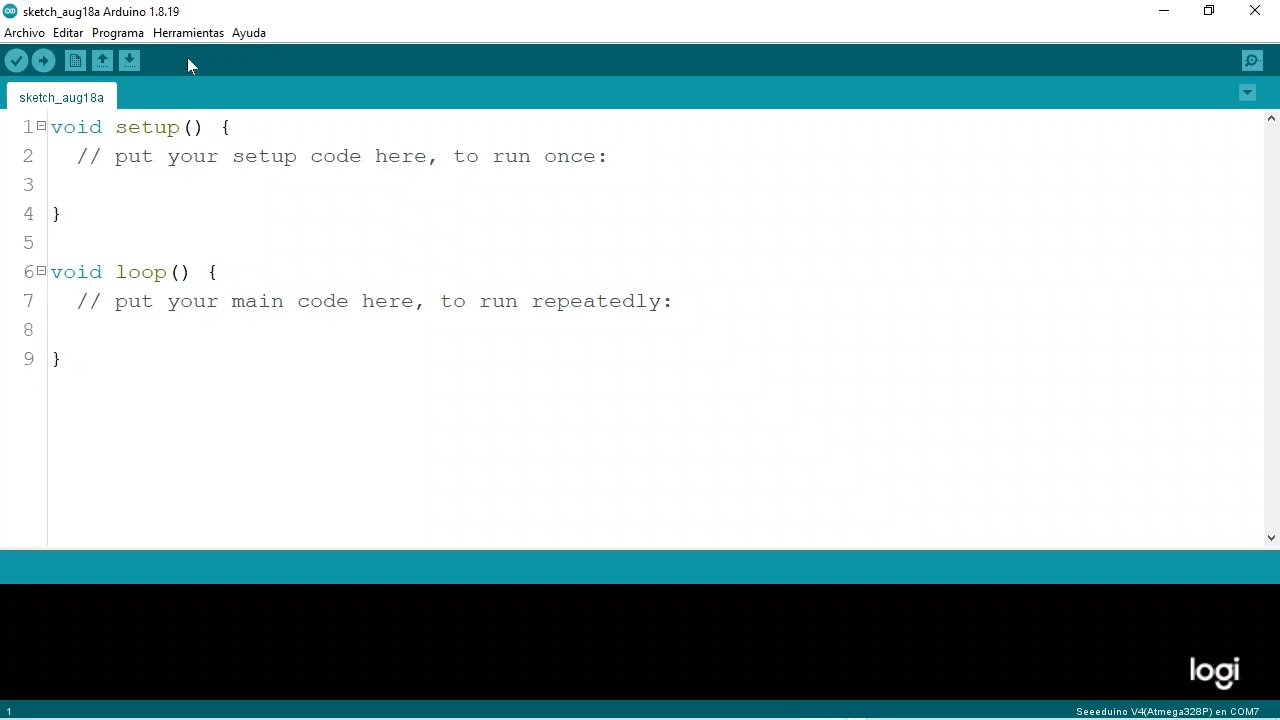 sketch_aug18a Arduino 1.8.19
Archivo Editar Programa Herramientas Ayuda
sketch_aug18a
1 void setup() {
2 // put your setup code here, to run once:
3
4 }
5
6 void loop() {
7 // put your main code here, to run repeatedly:
8
9 }
logi
1 Seeeduino V4(Atmega328P) en COM7